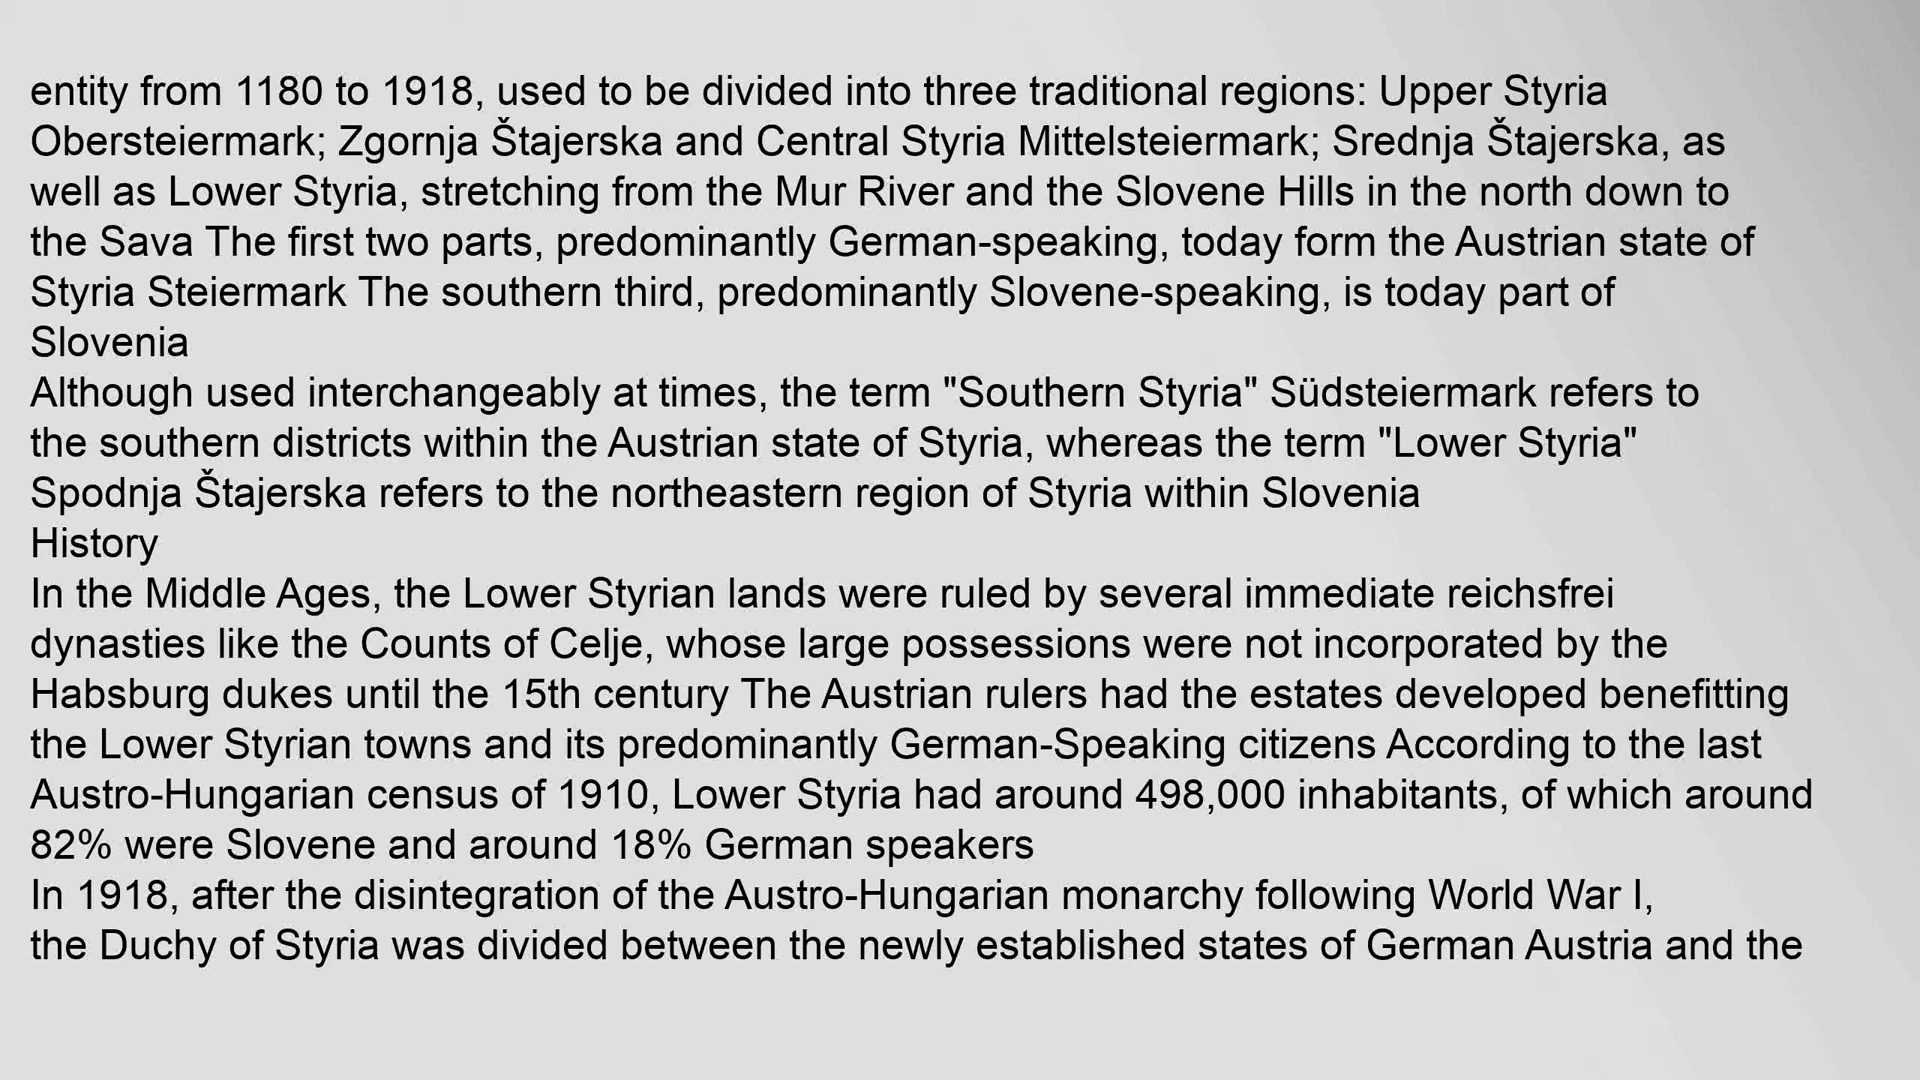 entity from 1180 to 1918, used to be divided into three traditional regions: Upper Styria
Obersteiermark; Zgornja Štajerska and Central Styria Mittelsteiermark; Srednja Štajerska, as
well as Lower Styria, stretching from the Mur River and the Slovene Hills in the north down to
the Sava The first two parts, predominantly German-speaking, today form the Austrian state of
Styria Steiermark The southern third, predominantly Slovene-speaking, is today part of
Slovenia
Although used interchangeably at times, the term "Southern Styria" Südsteiermark refers to
the southern districts within the Austrian state of Styria, whereas the term "Lower Styria"
Spodnja Štajerska refers to the northeastern region of Styria within Slovenia
History
In the Middle Ages, the Lower Styrian lands were ruled by several immediate reichsfrei
dynasties like the Counts of Celje, whose large possessions were not incorporated by the
Habsburg dukes until the 15th century The Austrian rulers had the estates developed benefitting
the Lower Styrian towns and its predominantly German-Speaking citizens According to the last
Austro-Hungarian census of 1910, Lower Styria had around 498,000 inhabitants, of which around
82% were Slovene and around 18% German speakers
In 1918, after the disintegration of the Austro-Hungarian monarchy following World War I,
the Duchy of Styria was divided between the newly established states of German Austria and the